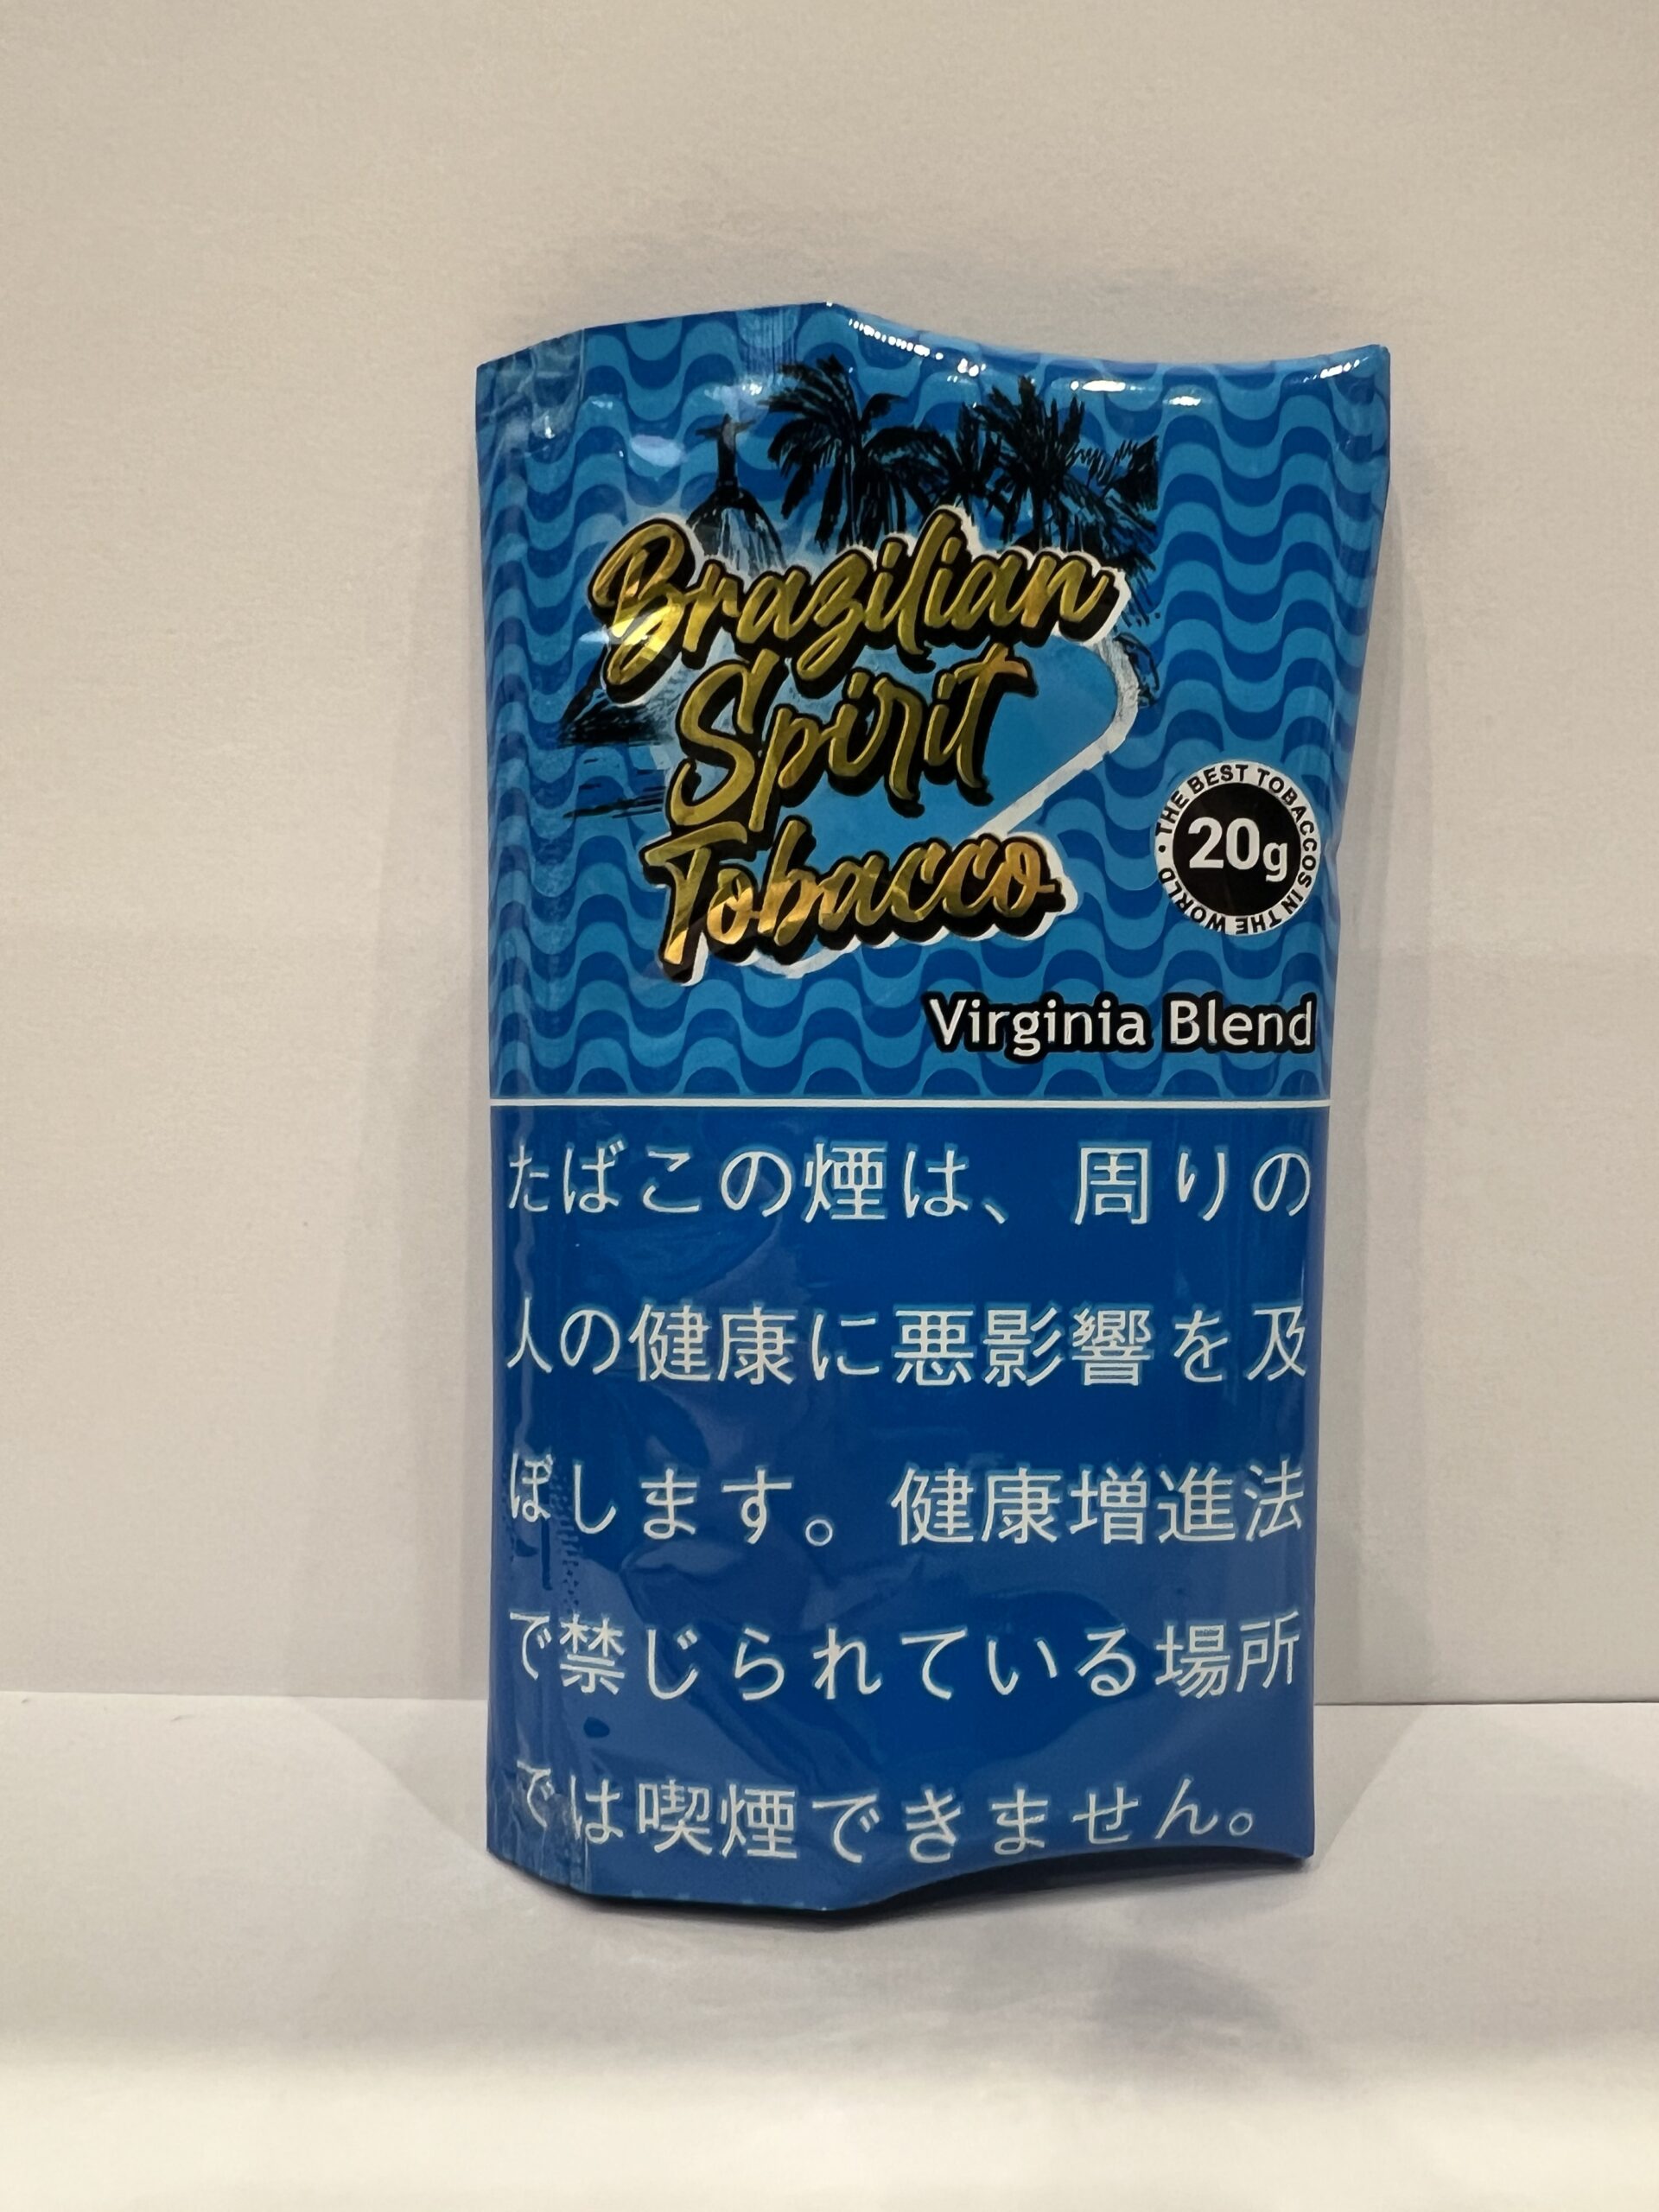 Brazilian
Spirit
Tobacco
THE BEST TOBACCOS IN THE WORLD •
20g
Virginia Blend
たばこの煙は、周りの
人の健康に悪影響を及
ぼします。健康増進法
で禁じられている場所
では喫煙できません。